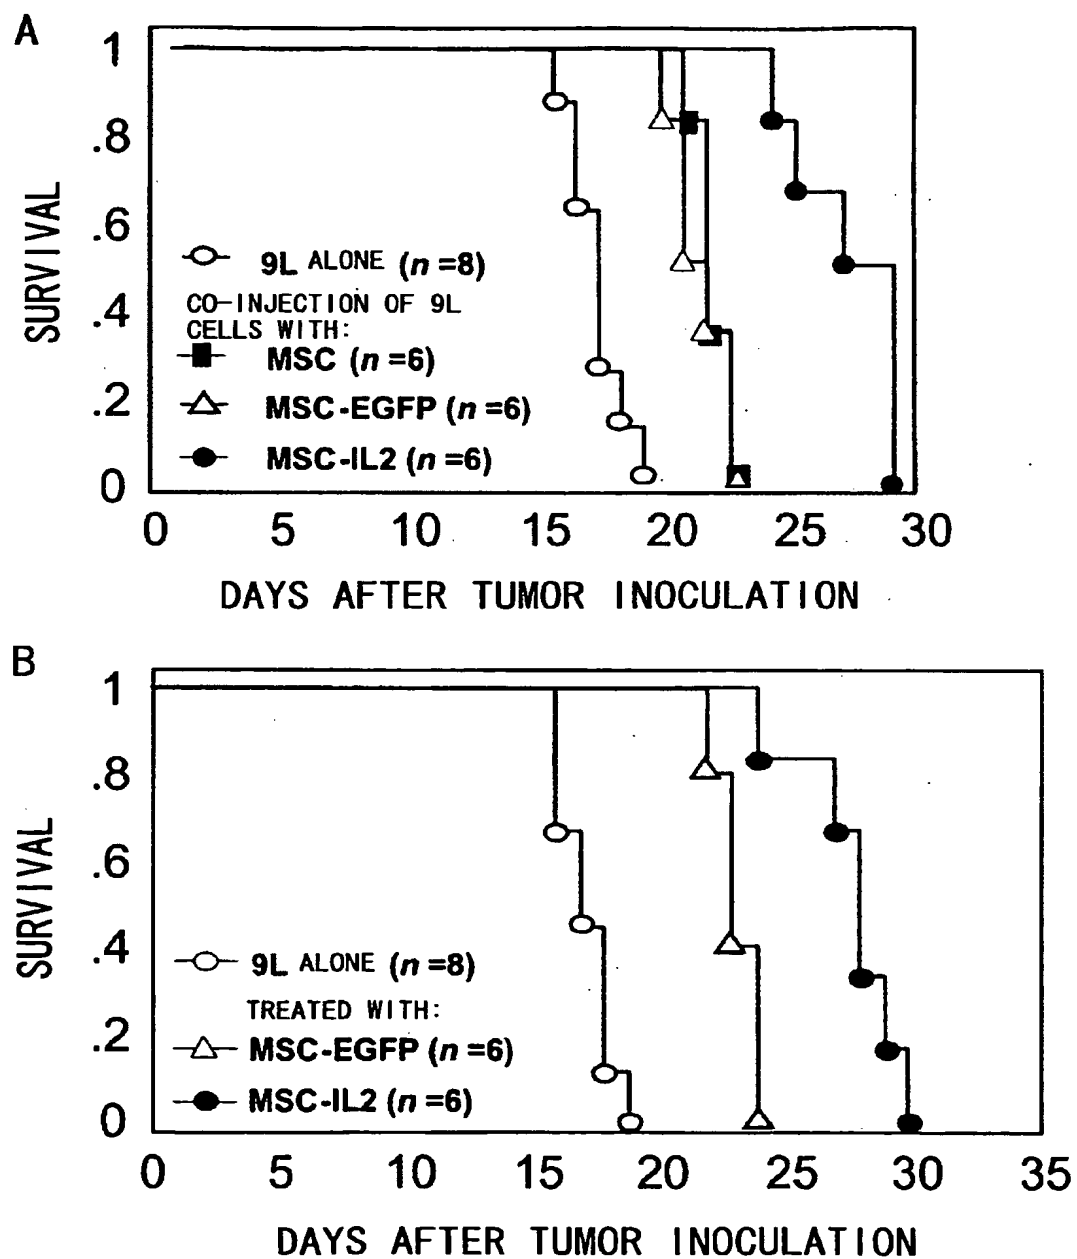 A
1
.8
.6
.4
.2
0
SURVIVAL
9L ALONE (n =8)
CO-INJECTION OF 9L
CELLS WITH:
MSC (n =6)
MSC-EGFP (n =6)
MSC-IL2 (n =6)
0 5 10 15 20 25 30
DAYS AFTER TUMOR INOCULATION
B
1
.8
.6
.4
.2
0
SURVIVAL
9L ALONE (n =8)
TREATED WITH:
MSC-EGFP (n =6)
MSC-IL2 (n =6)
0 5 10 15 20 25 30 35
DAYS AFTER TUMOR INOCULATION